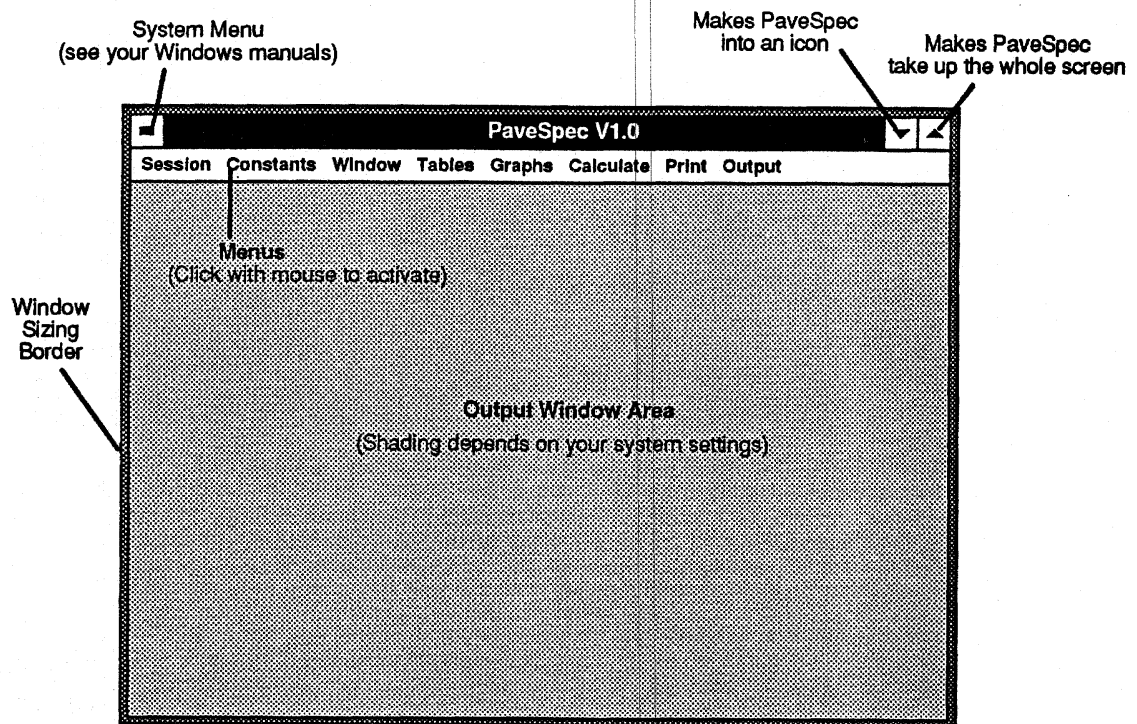 System Menu
(see your Windows manuals)
Makes PaveSpec
into an icon
Makes PaveSpec
take up the whole screen
PaveSpec V1.0
Session Constants Window Tables Graphs Calculate Print Output
Menus
(Click with mouse to activate)
Window
Sizing
Border
Output Window Area
(Shading depends on your system settings)